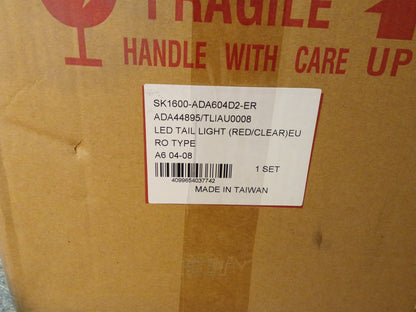 FRAGILE
HANDLE WITH CARE UP
SK1600-ADA604D2-ER
ADA44895/TLIAU0008
LED TAIL LIGHT (RED/CLEAR)EU
RO TYPE
A6 04-08
1 SET
4099654037742
MADE IN TAIWAN